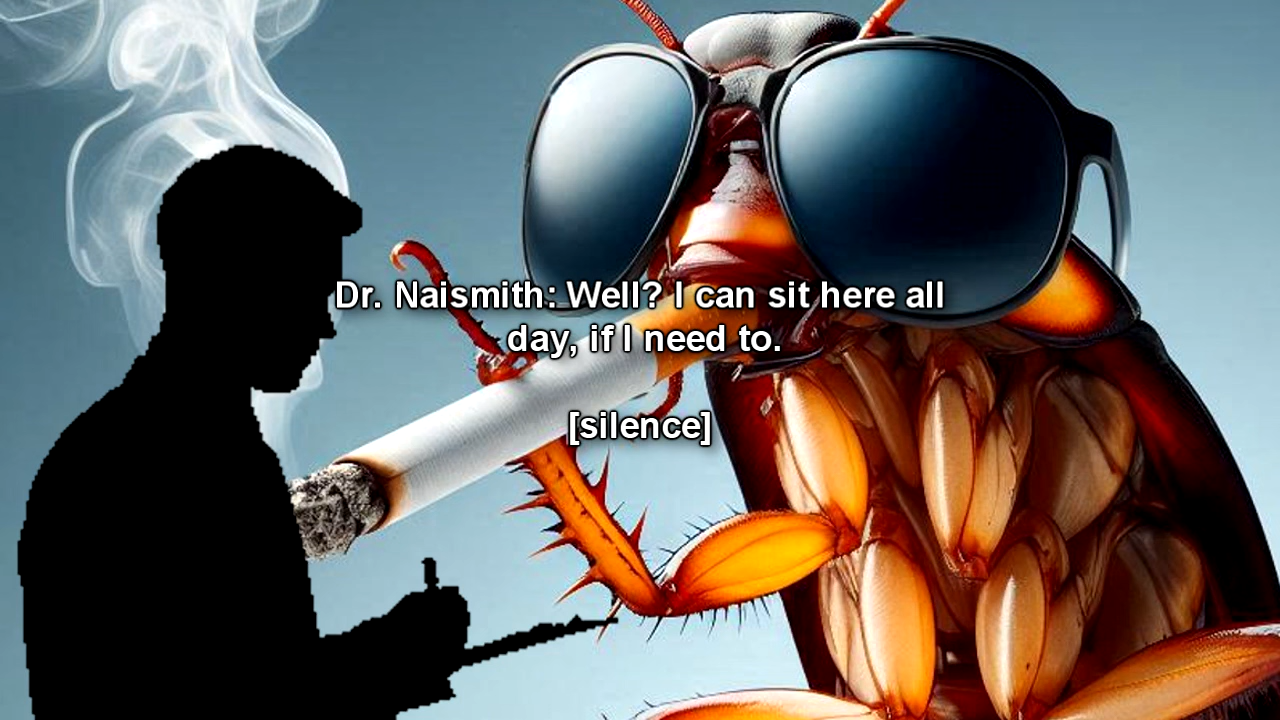 Dr. Naismith: Well? I can sit here all
day, if I need to.
[silence]